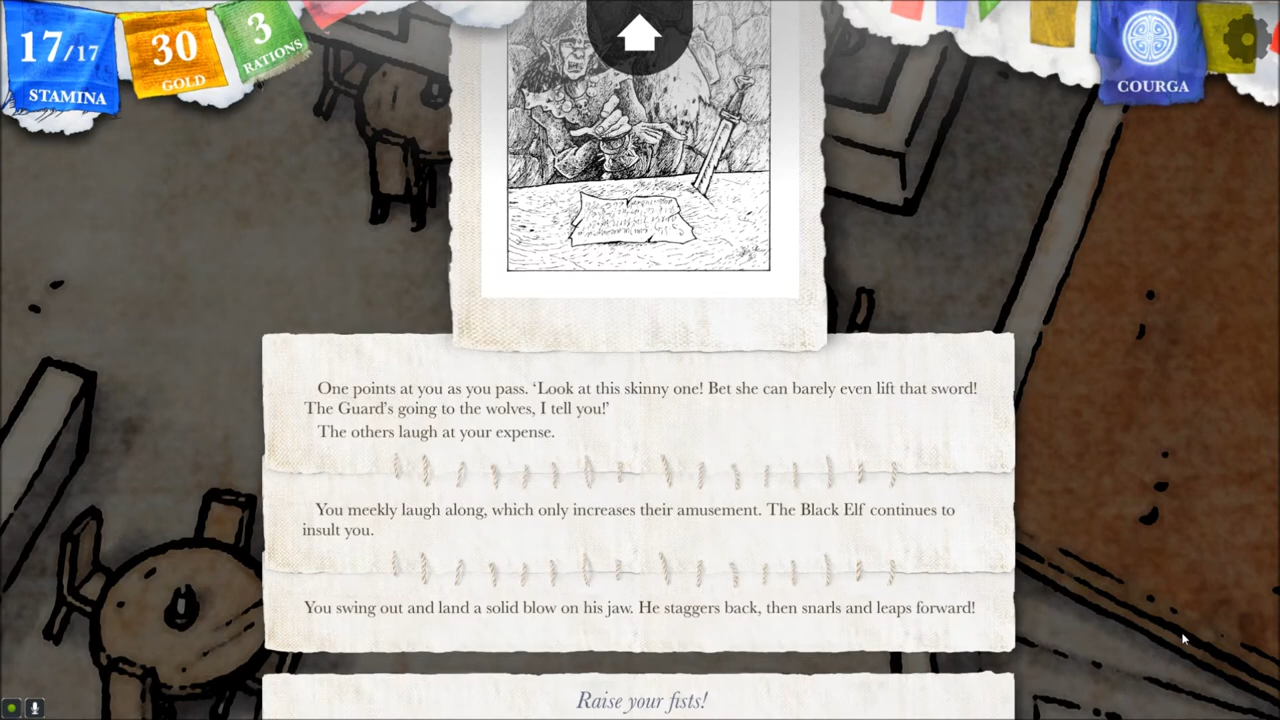 17/17
STAMINA
30
GOLD
3
RATIONS
COURGA
One points at you as you pass. ‘Look at this skinny one! Bet she can barely even lift that sword!
The Guard’s going to the wolves, I tell you!’
The others laugh at your expense.
You meekly laugh along, which only increases their amusement. The Black Elf continues to
insult you.
You swing out and land a solid blow on his jaw. He staggers back, then snarls and leaps forward!
Raise your fists!